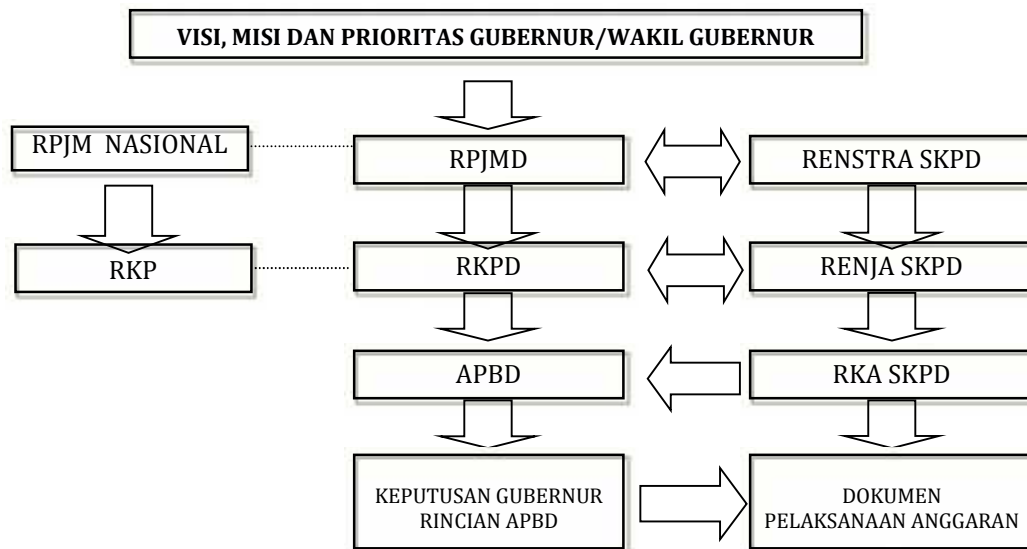 VISI, MISI DAN PRIORITAS GUBERNUR/WAKIL GUBERNUR
RPJM NASIONAL
RPJMD
RENSTRA SKPD
RKP
RKPD
RENJA SKPD
APBD
RKA SKPD
KEPUTUSAN GUBERNUR
RINCIAN APBD
DOKUMEN
PELAKSANAAN ANGGARAN